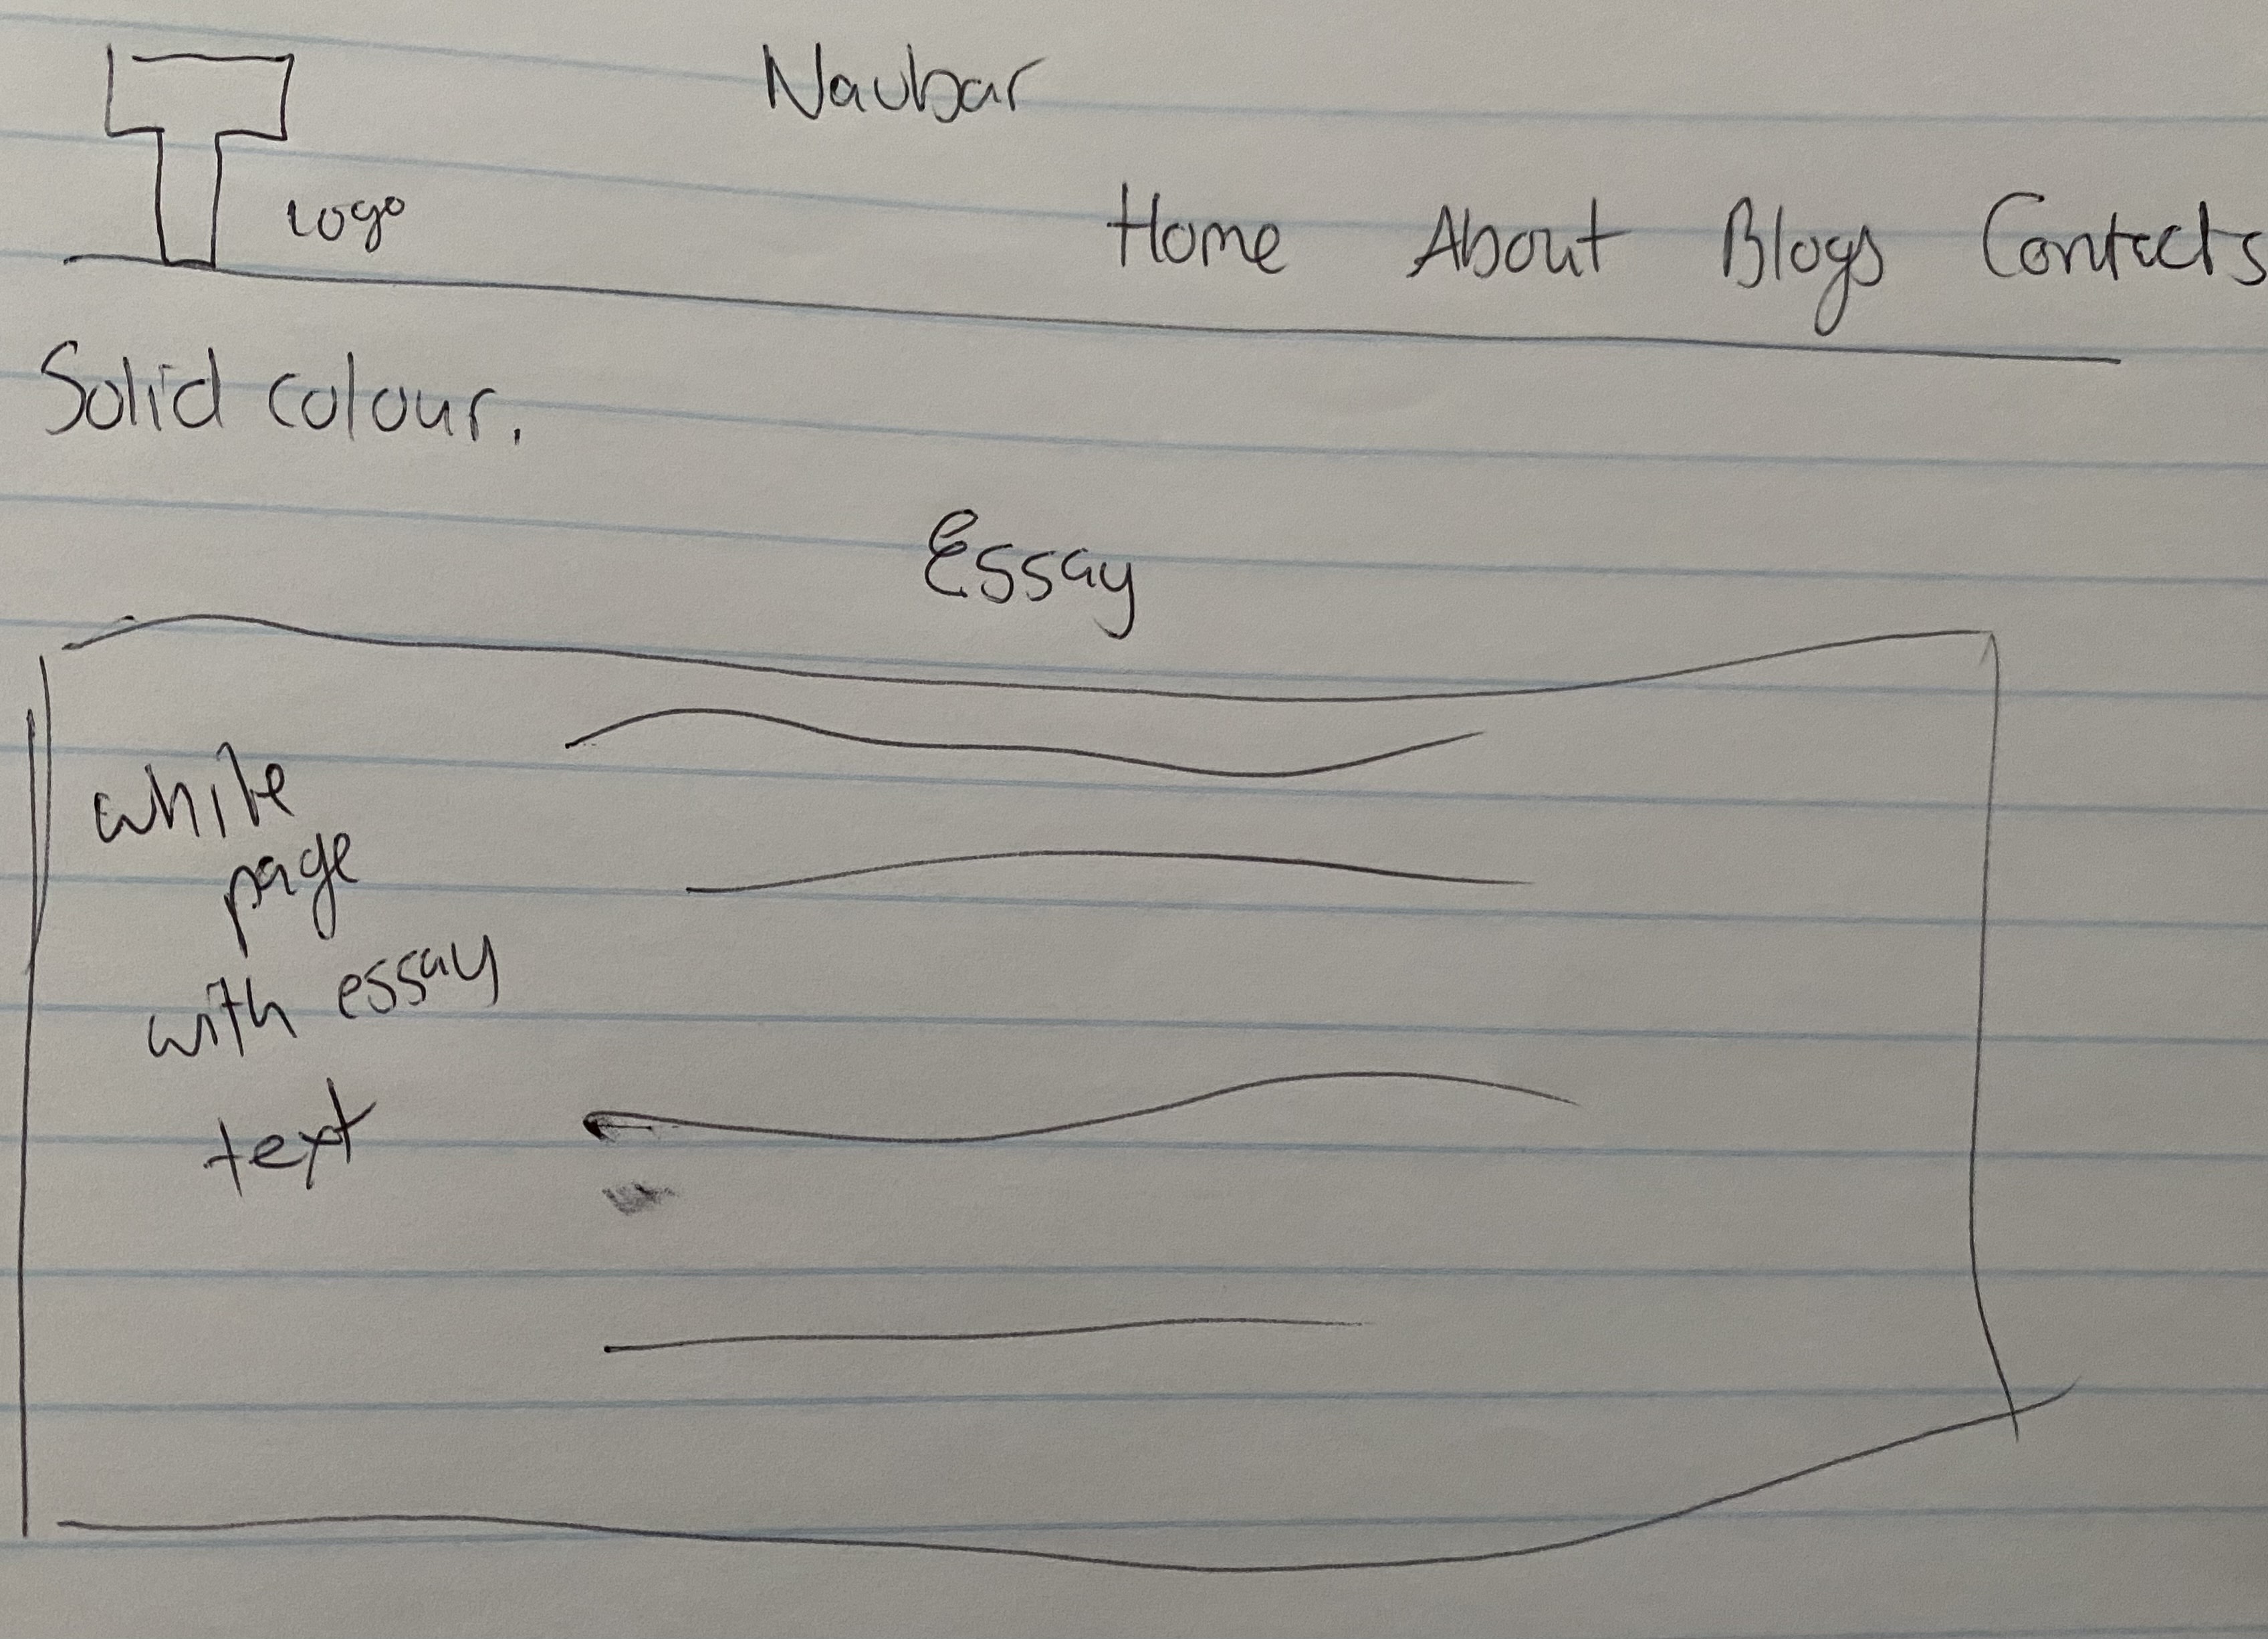 Navbar
logo
Home About Blogs Contacts
Solid colour.
Essay
white
page
with essay
text